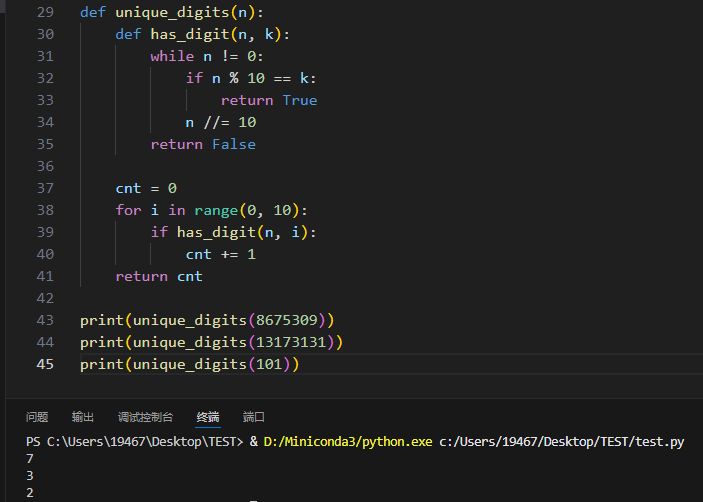 29 def unique_digits(n):
30     def has_digit(n, k):
31         while n != 0:
32             if n % 10 == k:
33                 return True
34             n //= 10
35         return False
36
37     cnt = 0
38     for i in range(0, 10):
39         if has_digit(n, i):
40             cnt += 1
41     return cnt
42
43 print(unique_digits(8675309))
44 print(unique_digits(13173131))
45 print(unique_digits(101))
问题 输出 调试控制台 终端 端口
PS C:\Users\19467\Desktop\TEST> & D:/Miniconda3/python.exe c:/Users/19467/Desktop/TEST/test.py
7
3
2